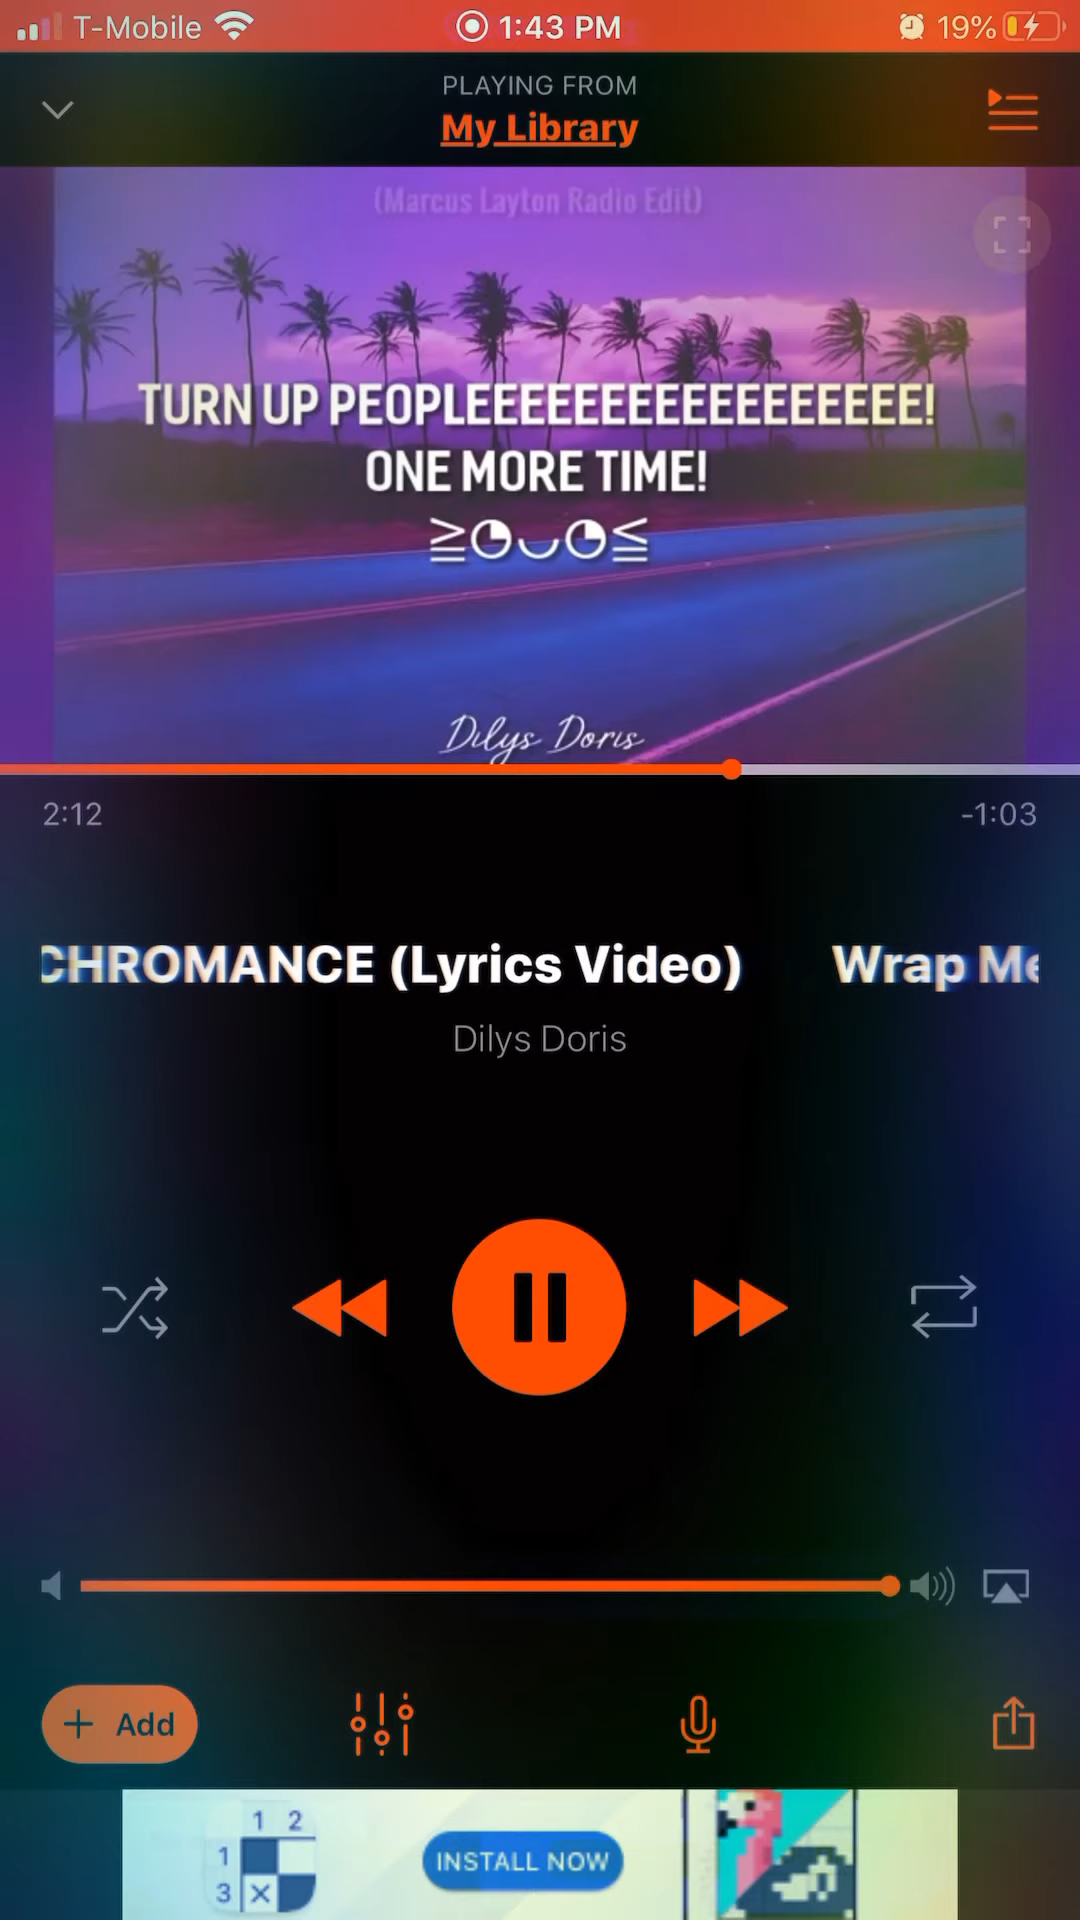 T-Mobile 1:43 PM 19%
PLAYING FROM
My Library
(Marcus Layton Radio Edit)
TURN UP PEOPLEEEEEEEEEEEEEEEEEE!
ONE MORE TIME!
≧◔◡◔≦
Dilys Doris
2:12 -1:03
CHROMANCE (Lyrics Video) Wrap Me
Dilys Doris
+ Add
1 2
1
3 X
INSTALL NOW